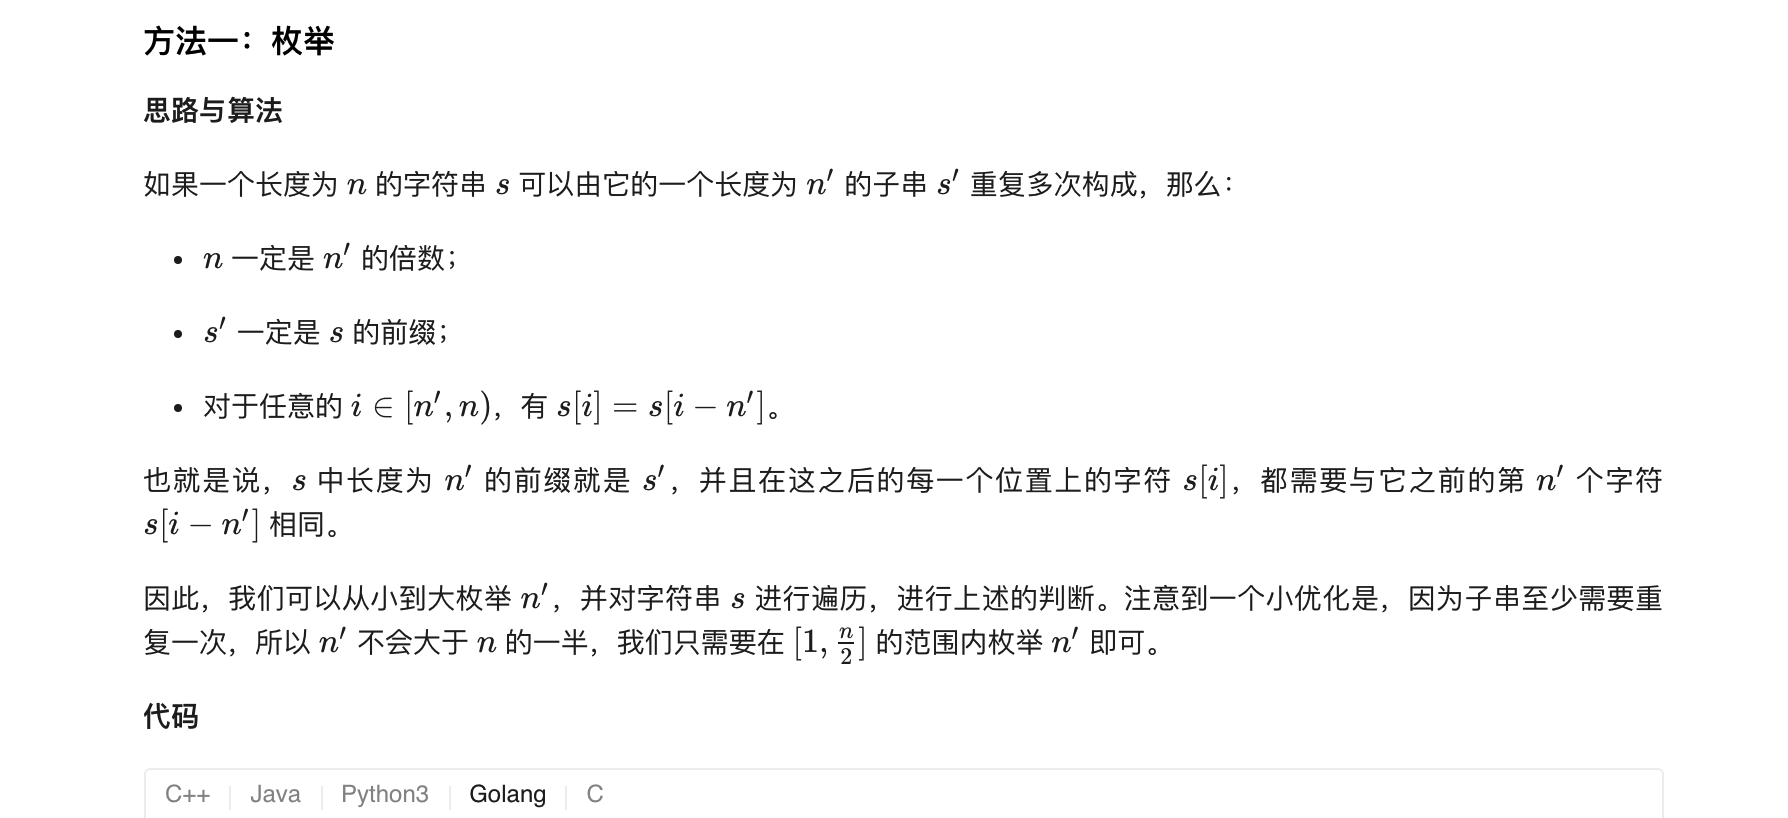 方法一：枚举
思路与算法
如果一个长度为 n 的字符串 s 可以由它的一个长度为 n′ 的子串 s′ 重复多次构成，那么：
• n 一定是 n′ 的倍数；
• s′ 一定是 s 的前缀；
• 对于任意的 i ∈ [n′, n)，有 s[i] = s[i − n′]。
也就是说，s 中长度为 n′ 的前缀就是 s′，并且在这之后的每一个位置上的字符 s[i]，都需要与它之前的第 n′ 个字符
s[i − n′] 相同。
因此，我们可以从小到大枚举 n′，并对字符串 s 进行遍历，进行上述的判断。注意到一个小优化是，因为子串至少需要重
复一次，所以 n′ 不会大于 n 的一半，我们只需要在 [1, n/2] 的范围内枚举 n′ 即可。
代码
C++ | Java | Python3 | Golang | C